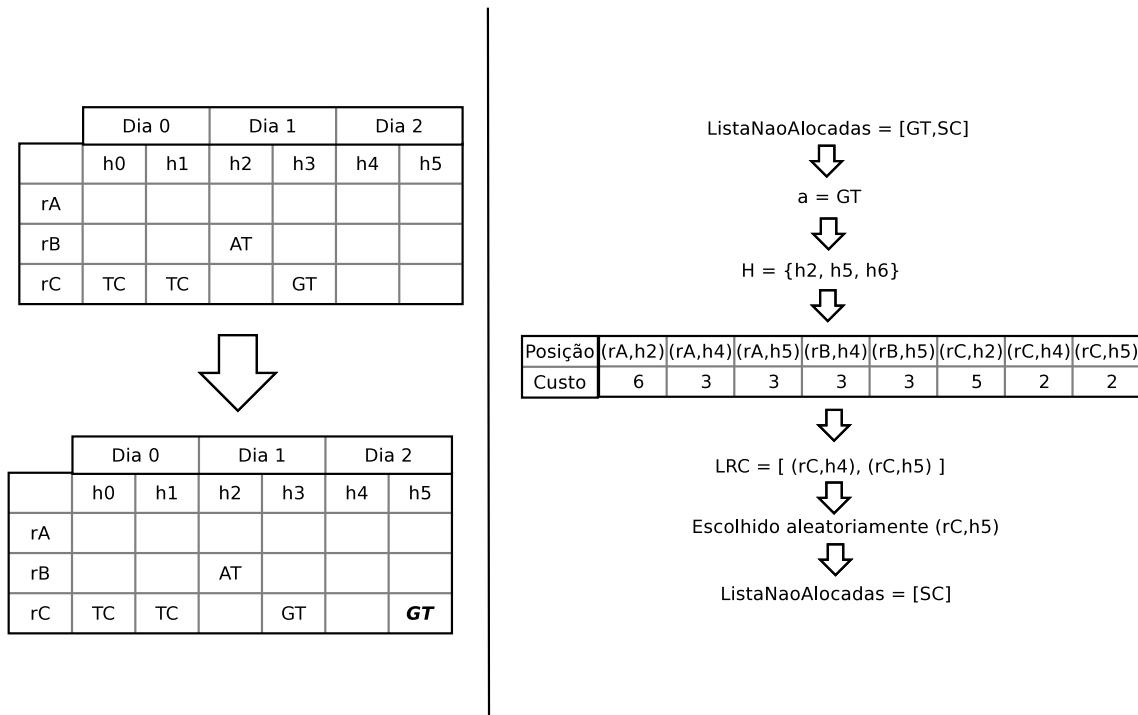 Dia 0 Dia 1 Dia 2
h0 h1 h2 h3 h4 h5
rA
rB AT
rC TC TC GT
Dia 0 Dia 1 Dia 2
h0 h1 h2 h3 h4 h5
rA
rB AT
rC TC TC GT GT
ListaNaoAlocadas = [GT,SC]
a = GT
H = {h2, h5, h6}
Posição (rA,h2) (rA,h4) (rA,h5) (rB,h4) (rB,h5) (rC,h2) (rC,h4) (rC,h5)
Custo 6 3 3 3 3 5 2 2
LRC = [ (rC,h4), (rC,h5) ]
Escolhido aleatoriamente (rC,h5)
ListaNaoAlocadas = [SC]